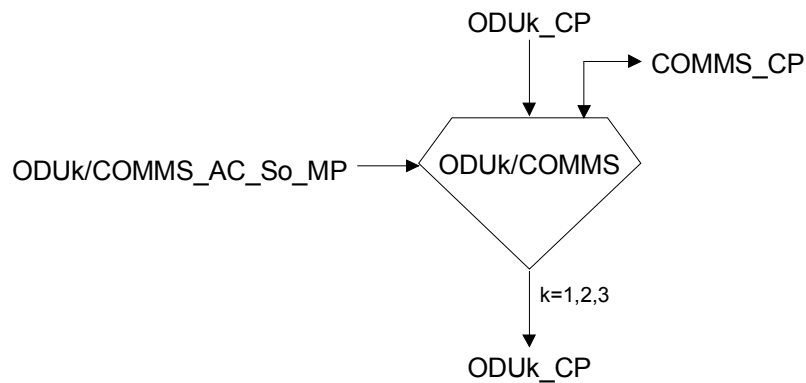 ODUk_CP
COMMS_CP
ODUk/COMMS_AC_So_MP
ODUk/COMMS
k=1,2,3
ODUk_CP